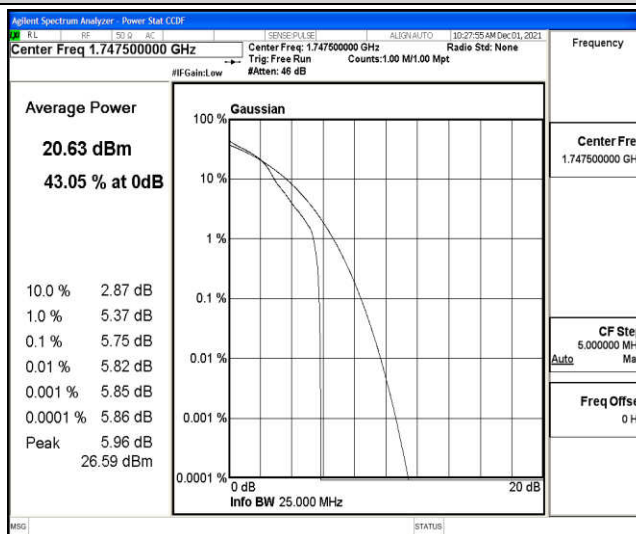 Agilent Spectrum Analyzer - Power Stat CCDF
RL RF 50 Ω AC SENSE:PULSE ALIGNAUTO 10:27:55 AM Dec 01, 2021
Center Freq 1.747500000 GHz
Center Freq: 1.747500000 GHz Radio Std: None
Trig: Free Run Counts:1.00 M/1.00 Mpt
#IFGain:Low #Atten: 46 dB
Frequency
Average Power
20.63 dBm
43.05 % at 0dB
10.0 % 2.87 dB
1.0 % 5.37 dB
0.1 % 5.75 dB
0.01 % 5.82 dB
0.001 % 5.85 dB
0.0001 % 5.86 dB
Peak 5.96 dB
26.59 dBm
Gaussian
100 %
10 %
1 %
0.1 %
0.01 %
0.001 %
0.0001 %
0 dB 20 dB
Info BW 25.000 MHz
Center Fre
1.747500000 GH
CF Ste
5.000000 MH
Auto Ma
Freq Offse
0 H
MSG STATUS